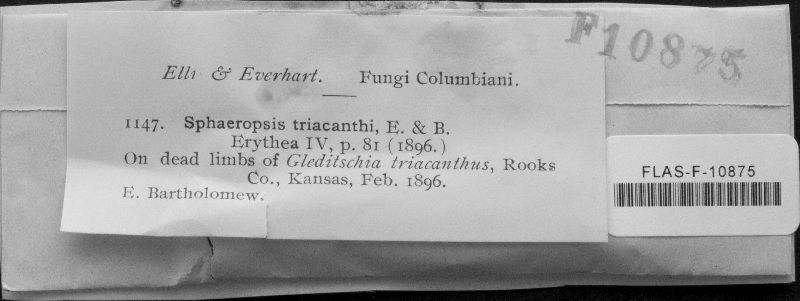 F10875
Elli & Everhart. Fungi Columbiani.
1147. Sphaeropsis triacanthi, E. & B.
Erythea IV, p. 81 (1896.)
On dead limbs of Gleditschia triacanthus, Rooks
Co., Kansas, Feb. 1896.
E. Bartholomew.
FLAS-F-10875